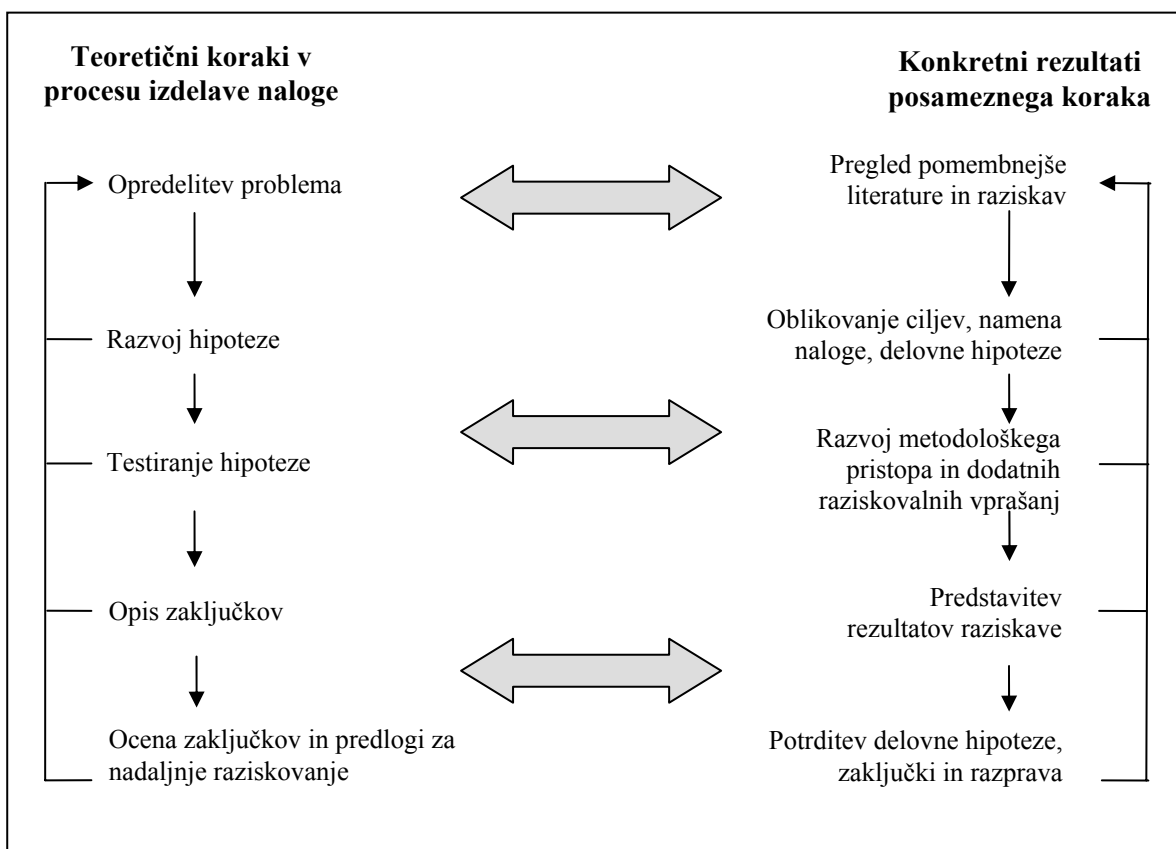 Teoretični koraki v
procesu izdelave naloge
Opredelitev problema
Razvoj hipoteze
Testiranje hipoteze
Opis zaključkov
Ocena zaključkov in predlogi za
nadaljnje raziskovanje
Konkretni rezultati
posameznega koraka
Pregled pomembnejše
literature in raziskav
Oblikovanje ciljev, namena
naloge, delovne hipoteze
Razvoj metodološkega
pristopa in dodatnih
raziskovalnih vprašanj
Predstavitev
rezultatov raziskave
Potrditev delovne hipoteze,
zaključki in razprava